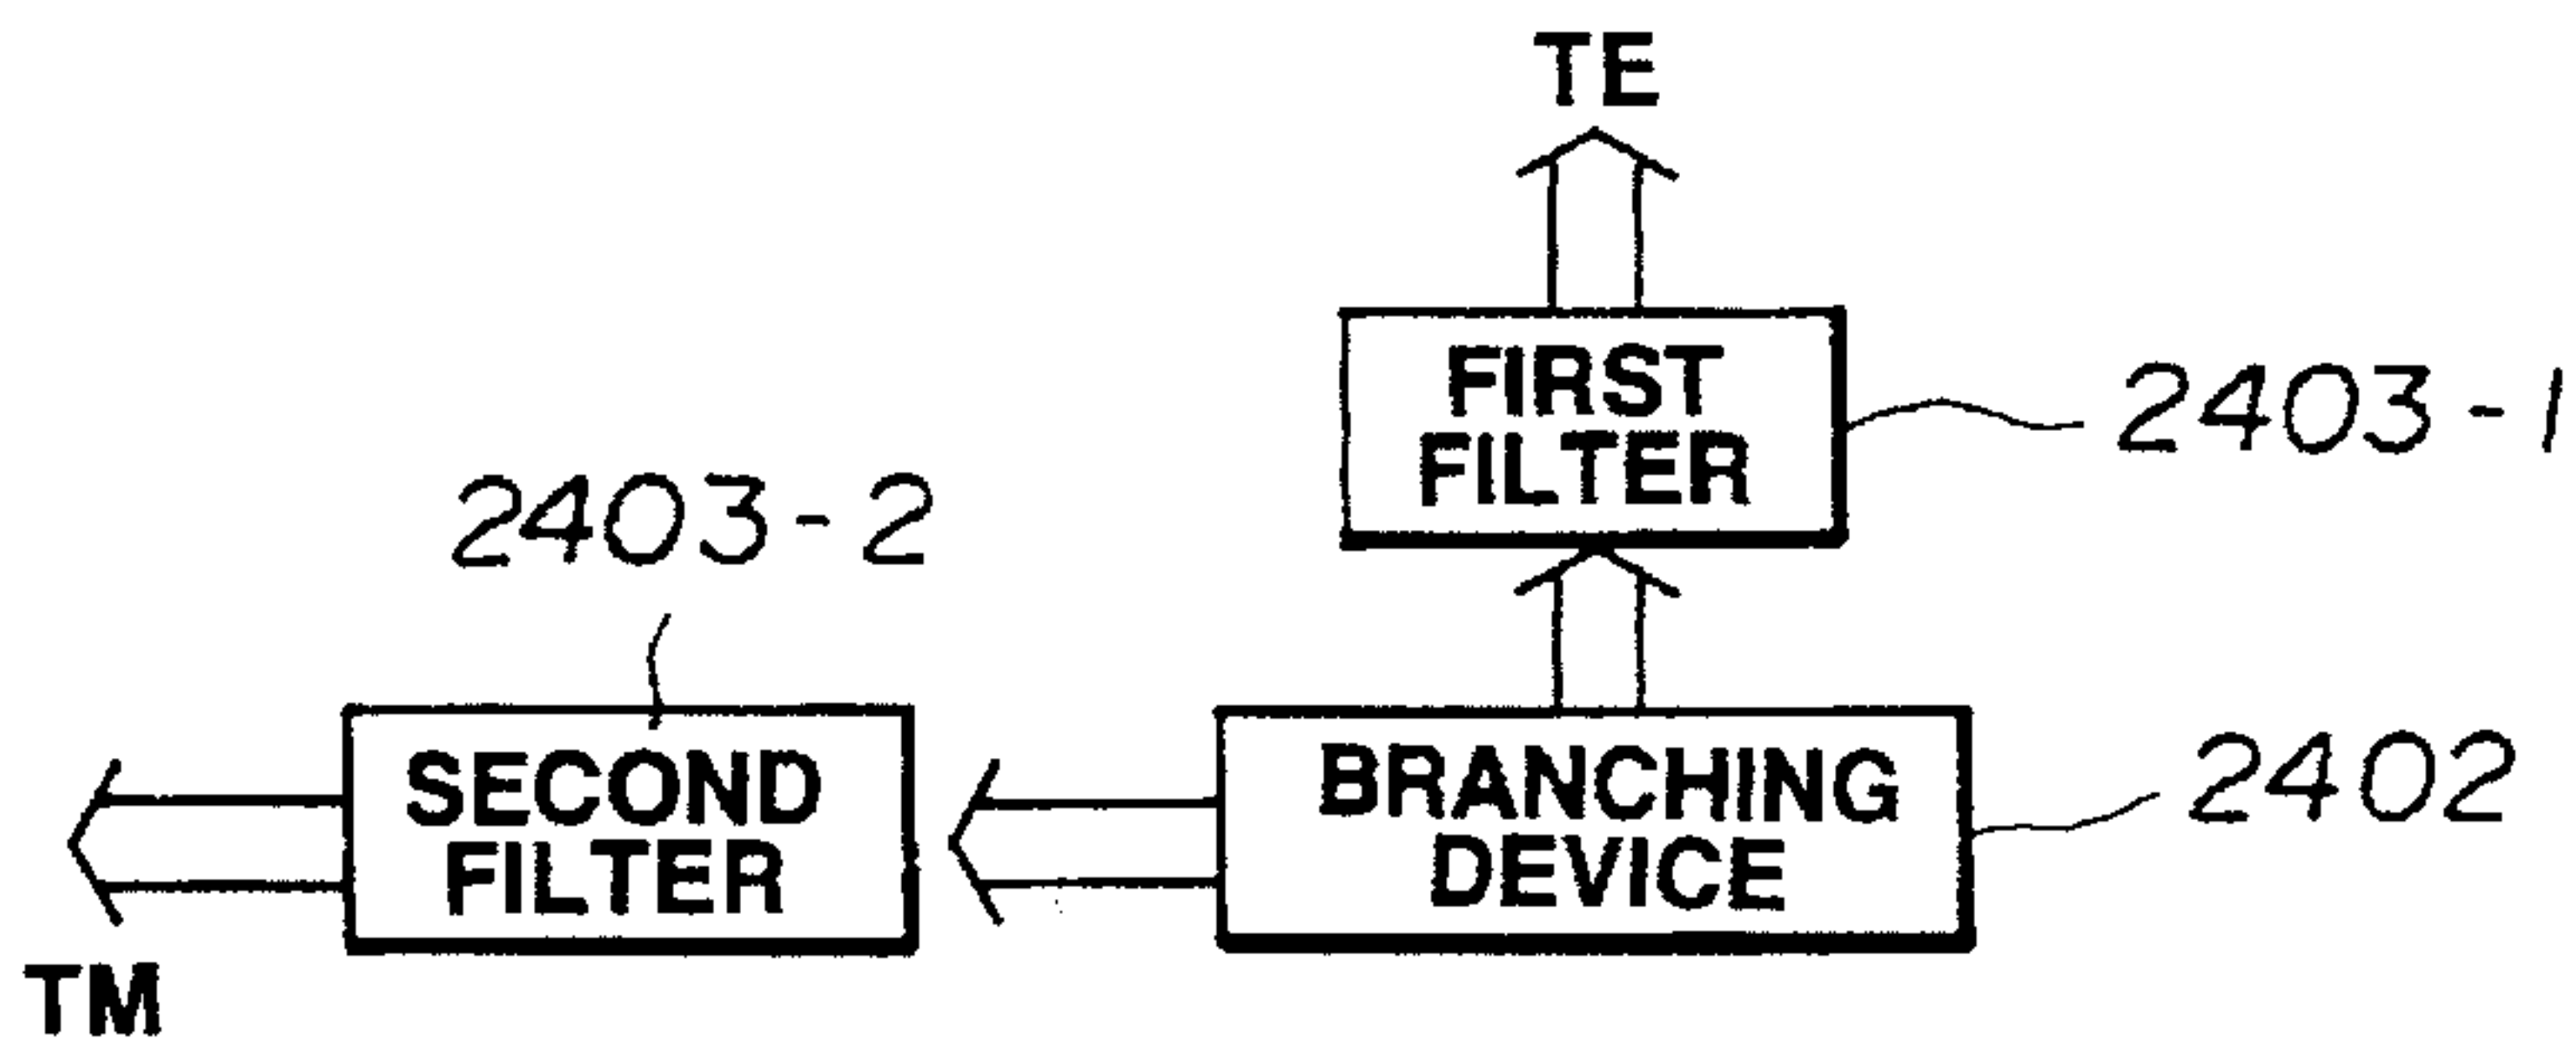 TE
FIRST
FILTER
2403-1
2403-2
SECOND
FILTER
BRANCHING
DEVICE
2402
TM